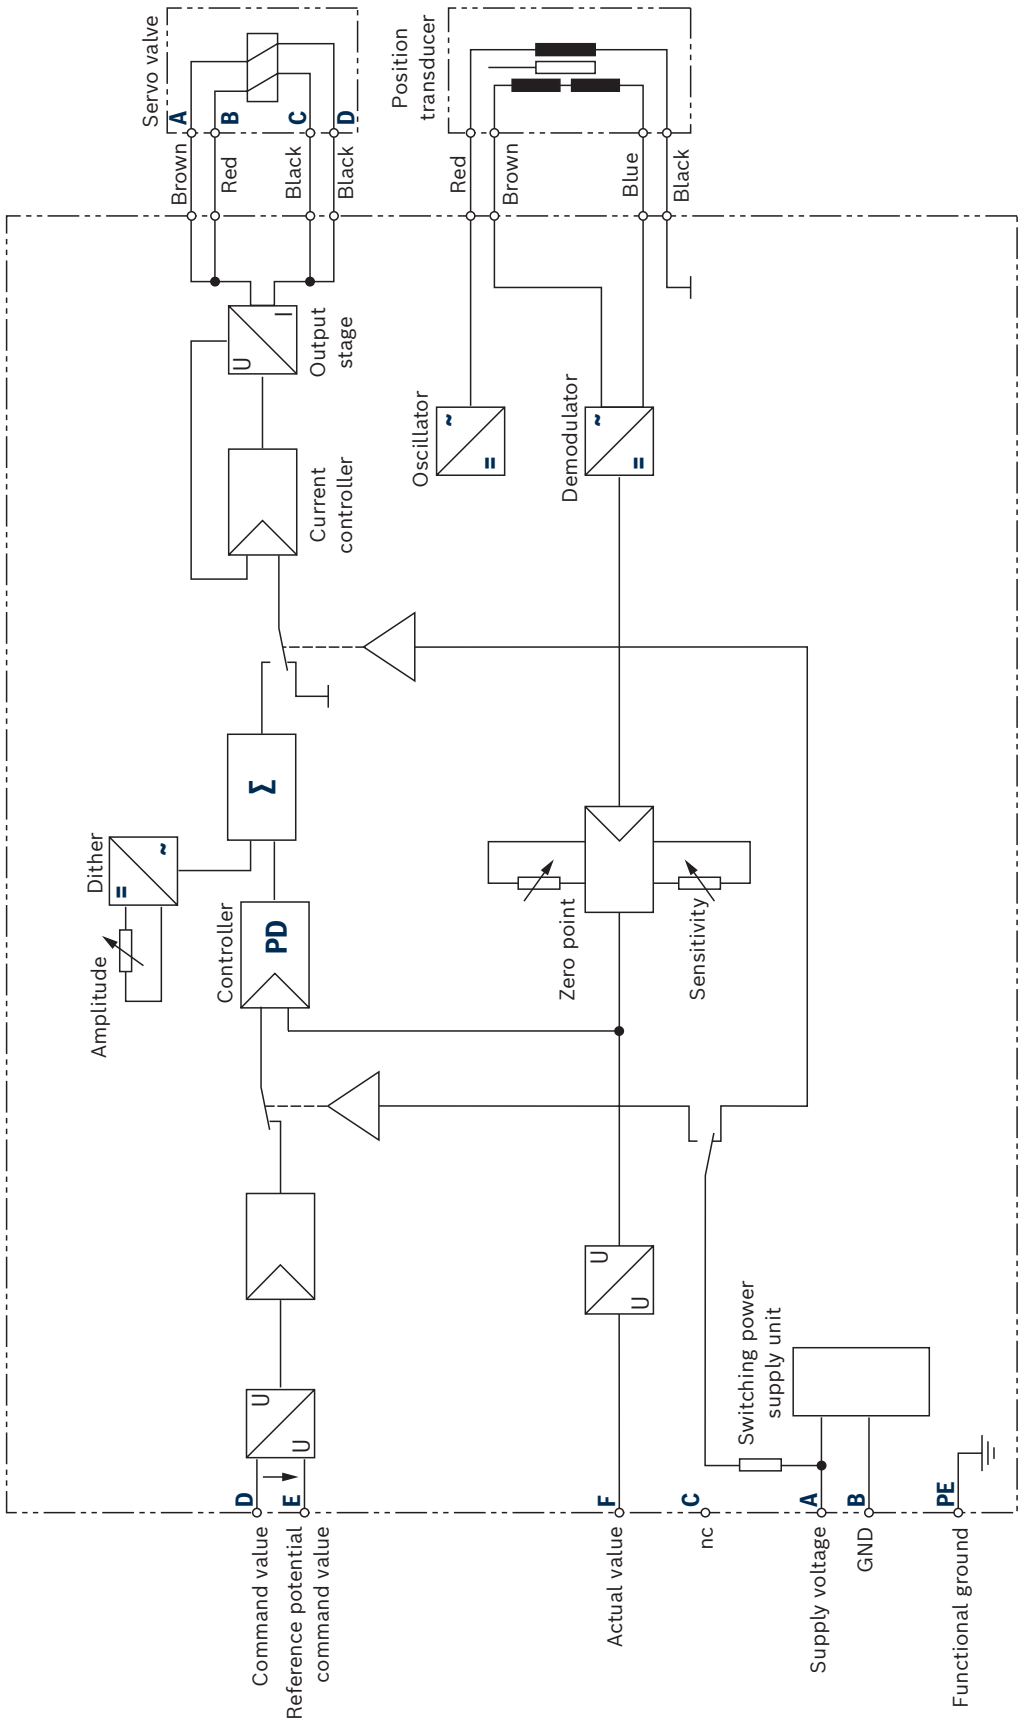 Servo valve
A
B
C
D
Brown
Red
Black
Black
Position
transducer
Red
Brown
Blue
Black
U
I
Output
stage
Current
controller
Oscillator
~
=
Demodulator
~
=
Σ
Dither
=
~
Amplitude
Controller
PD
Zero point
Sensitivity
U
U
U
U
Switching power
supply unit
D
E
F
C
A
B
PE
Command value
Reference potential
command value
Actual value
nc
Supply voltage
GND
Functional ground